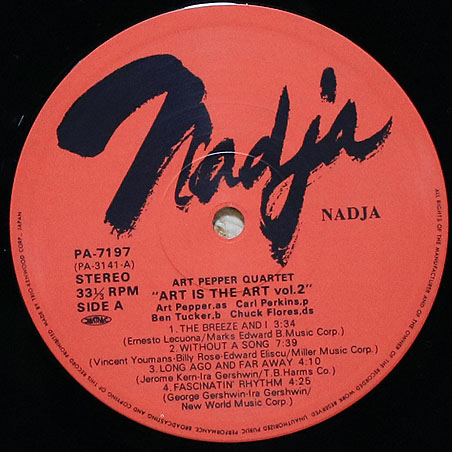 Nadja
NADJA
PA-7197
(PA-3141-A)
STEREO
33⅓ RPM
SIDE A
ART PEPPER QUARTET
"ART IS THE ART vol.2"
Art Pepper,as Carl Perkins,p
Ben Tucker,b Chuck Flores,ds
1. THE BREEZE AND I 3:34
(Ernesto Lecuona/Marks Edward B.Music Corp.)
2. WITHOUT A SONG 7:39
(Vincent Youmans-Billy Rose-Edward Eliscu/Miller Music Corp.)
3. LONG AGO AND FAR AWAY 4:10
(Jerome Kern-Ira Gershwin/T.B.Harms Co.)
4. FASCINATIN' RHYTHM 4:25
(George Gershwin-Ira Gershwin/
New World Music Corp.)
ALL RIGHTS OF THE MANUFACTURER AND OF THE OWNER OF THE RECORDED WORK RESERVED. UNAUTHORIZED PUBLIC PERFORMANCE, BROADCASTING AND COPYING OF THIS RECORD PROHIBITED. MADE BY TRIO-KENWOOD CORP., JAPAN